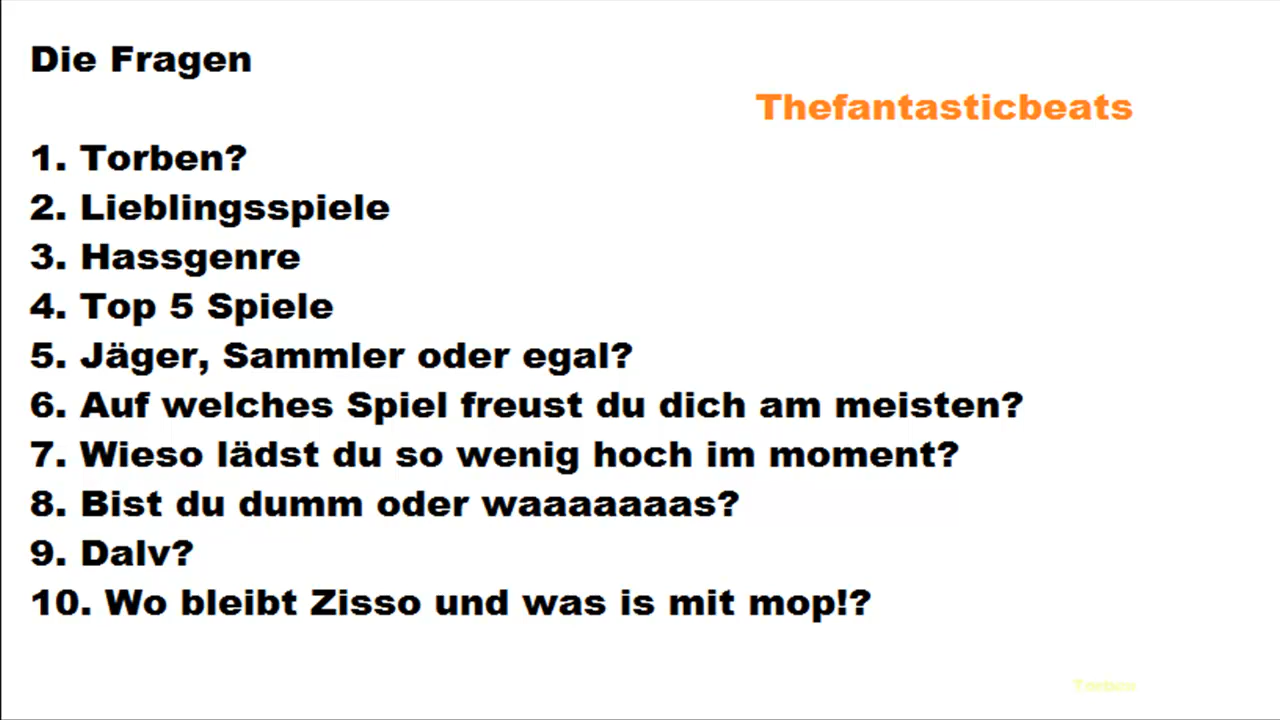 Die Fragen
Thefantasticbeats
1. Torben?
2. Lieblingsspiele
3. Hassgenre
4. Top 5 Spiele
5. Jäger, Sammler oder egal?
6. Auf welches Spiel freust du dich am meisten?
7. Wieso lädst du so wenig hoch im moment?
8. Bist du dumm oder waaaaaaas?
9. Dalv?
10. Wo bleibt Zisso und was is mit mop!?